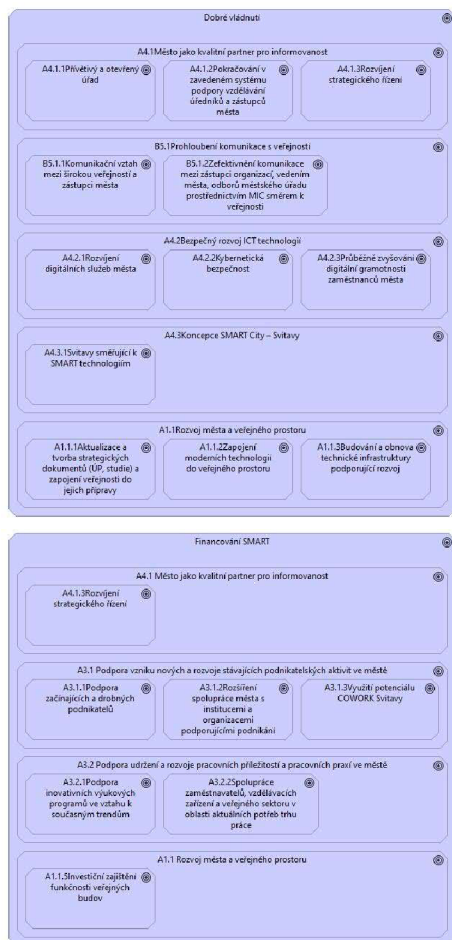 Dobré vládnutí
A4.1Město jako kvalitní partner pro informovanost
A4.1.1Přívětivý a otevřený
úřad
A4.1.2Pokračování v
zavedeném systému
podpory vzdělávání
úředníků a zástupců
města
A4.1.3Rozvíjení
strategického řízení
B5.1Prohloubení komunikace s veřejností
B5.1.1Komunikační vztah
mezi širokou veřejností a
zástupci města
B5.1.2Zefektivnění komunikace
mezi zástupci organizací, vedením
města, odborů městského úřadu
prostřednictvím MIC směrem k
veřejnosti
A4.2Bezpečný rozvoj ICT technologií
A4.2.1Rozvíjení
digitálních služeb města
A4.2.2Kybernetická
bezpečnost
A4.2.3Průběžné zvyšování
digitální gramotnosti
zaměstnanců města
A4.3Koncepce SMART City – Svitavy
A4.3.1Svitavy směřující k
SMART technologiím
A1.1Rozvoj města a veřejného prostoru
A1.1.1Aktualizace a
tvorba strategických
dokumentů (ÚP, studie) a
zapojení veřejnosti do
jejich přípravy
A1.1.2Zapojení
moderních technologií
do veřejného prostoru
A1.1.3Budování a obnova
technické infrastruktury
podporující rozvoj
Financování SMART
A4.1 Město jako kvalitní partner pro informovanost
A4.1.3Rozvíjení
strategického řízení
A3.1 Podpora vzniku nových a rozvoje stávajících podnikatelských aktivit ve městě
A3.1.1Podpora
začínajících a drobných
podnikatelů
A3.1.2Rozšíření
spolupráce města s
institucemi a
organizacemi
podporujícími podnikání
A3.1.3Využití potenciálu
COWORK Svitavy
A3.2 Podpora udržení a rozvoje pracovních příležitostí a pracovních praxí ve městě
A3.2.1Podpora
inovativních výukových
programů ve vztahu k
současným trendům
A3.2.2Spolupráce
zaměstnavatelů, vzdělávacích
zařízení a veřejného sektoru v
oblasti aktuálních potřeb trhu
práce
A1.1 Rozvoj města a veřejného prostoru
A1.1.5Investiční zajištění
funkčnosti veřejných
budov